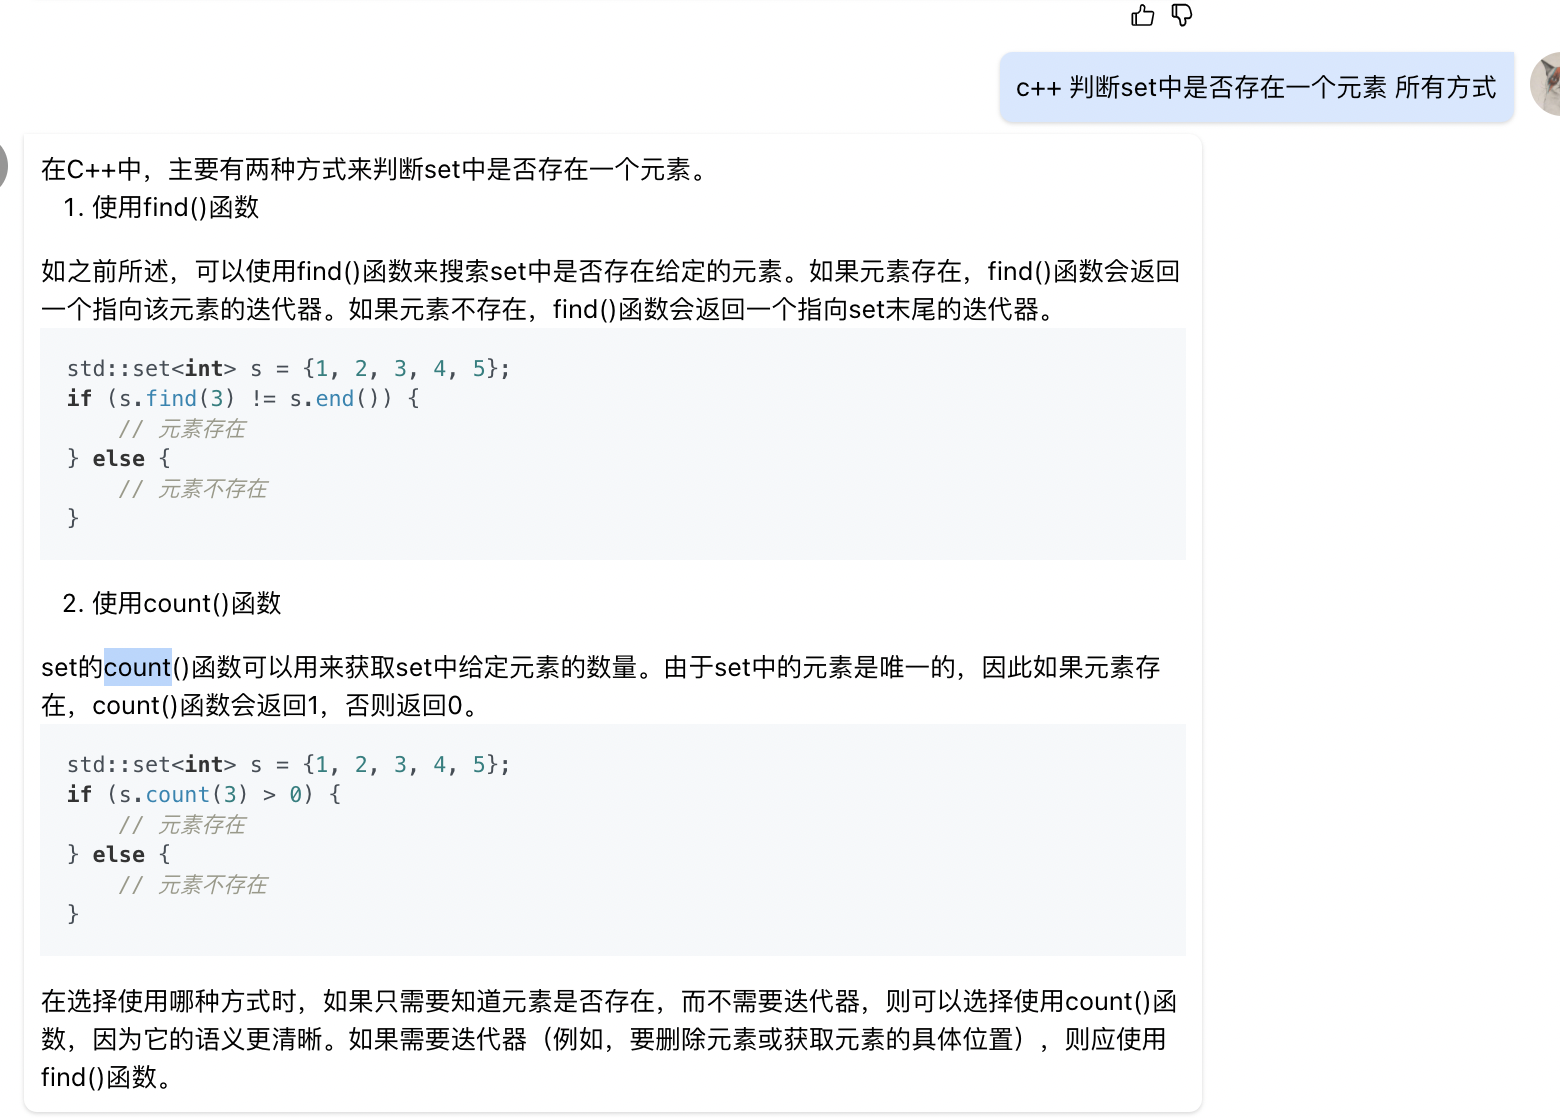 c++ 判断set中是否存在一个元素 所有方式
在C++中，主要有两种方式来判断set中是否存在一个元素。
1. 使用find()函数
如之前所述，可以使用find()函数来搜索set中是否存在给定的元素。如果元素存在，find()函数会返回
一个指向该元素的迭代器。如果元素不存在，find()函数会返回一个指向set末尾的迭代器。
std::set<int> s = {1, 2, 3, 4, 5};
if (s.find(3) != s.end()) {
    // 元素存在
} else {
    // 元素不存在
}
2. 使用count()函数
set的count()函数可以用来获取set中给定元素的数量。由于set中的元素是唯一的，因此如果元素存
在，count()函数会返回1，否则返回0。
std::set<int> s = {1, 2, 3, 4, 5};
if (s.count(3) > 0) {
    // 元素存在
} else {
    // 元素不存在
}
在选择使用哪种方式时，如果只需要知道元素是否存在，而不需要迭代器，则可以选择使用count()函
数，因为它的语义更清晰。如果需要迭代器（例如，要删除元素或获取元素的具体位置），则应使用
find()函数。